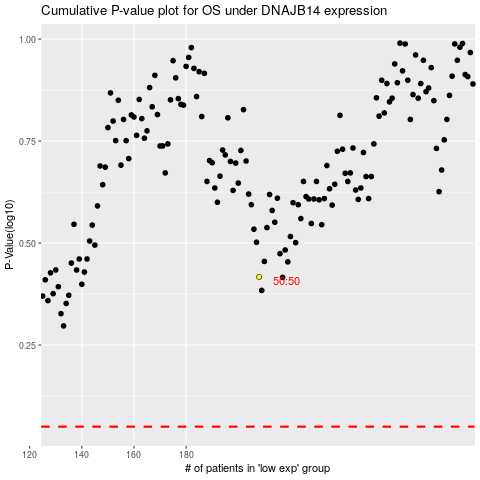 Cumulative P-value plot for OS under DNAJB14 expression
1.00
0.75
0.50
0.25
P-Value(log10)
50:50
120 140 160 180
# of patients in 'low exp' group